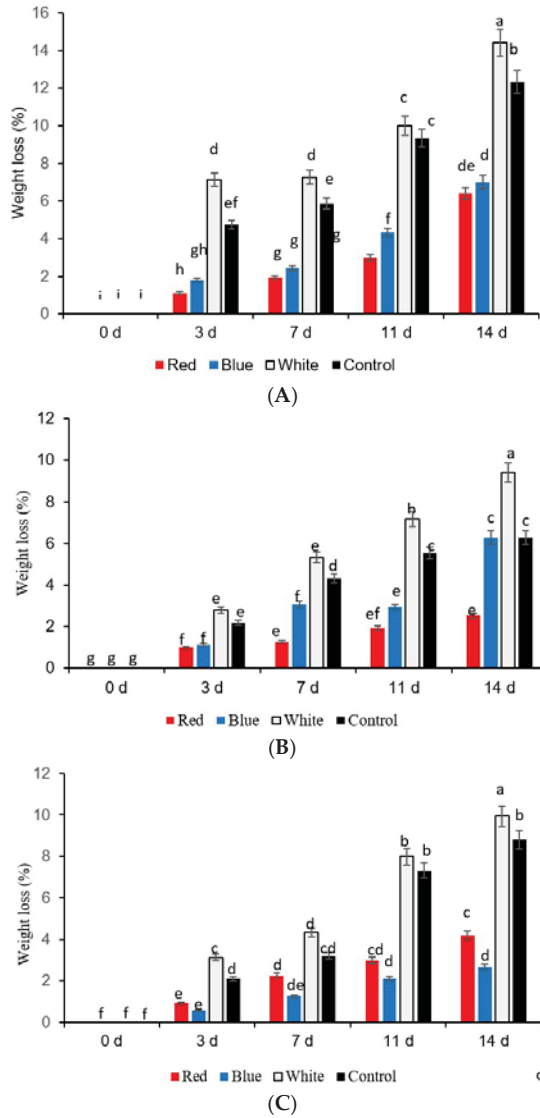 Weight loss (%)
16
14
12
10
8
6
4
2
0
i i i
h gh d ef
g g d e g
f c c
de d a b
0 d 3 d 7 d 11 d 14 d
Red Blue White Control
(A)
Weight loss (%)
12
10
8
6
4
2
0
g g g
f f e e
e f e d
ef e b c
e c a c
0 d 3 d 7 d 11 d 14 d
Red Blue White Control
(B)
Weight loss (%)
12
10
8
6
4
2
0
f f f
e e c d
d de d cd
cd d b b
c d a b
0 d 3 d 7 d 11 d 14 d
Red Blue White Control
(C)